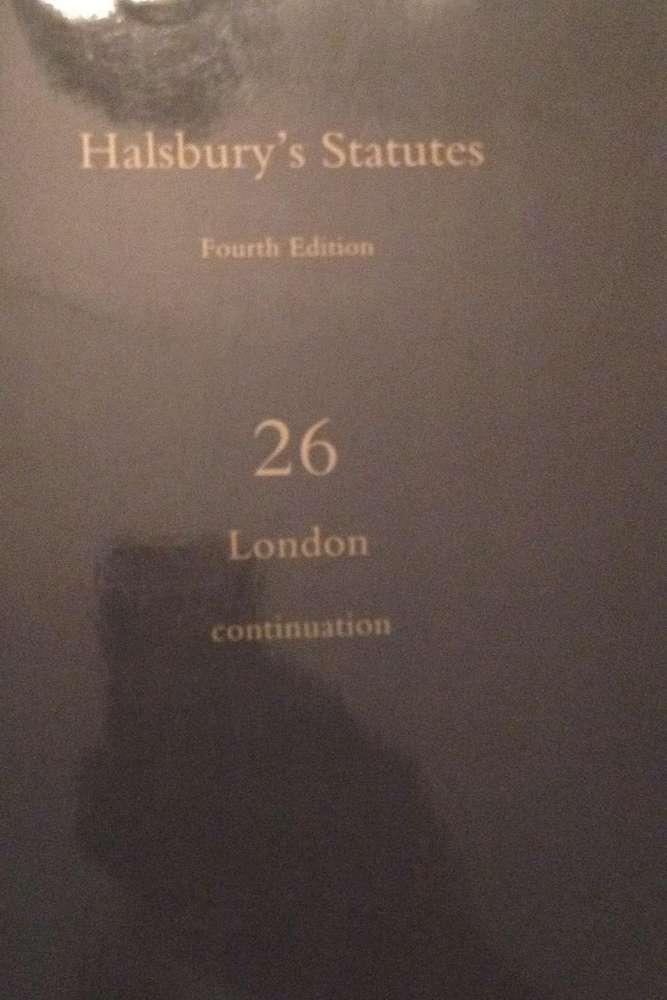 Halsbury's Statutes
Fourth Edition
26
London
continuation